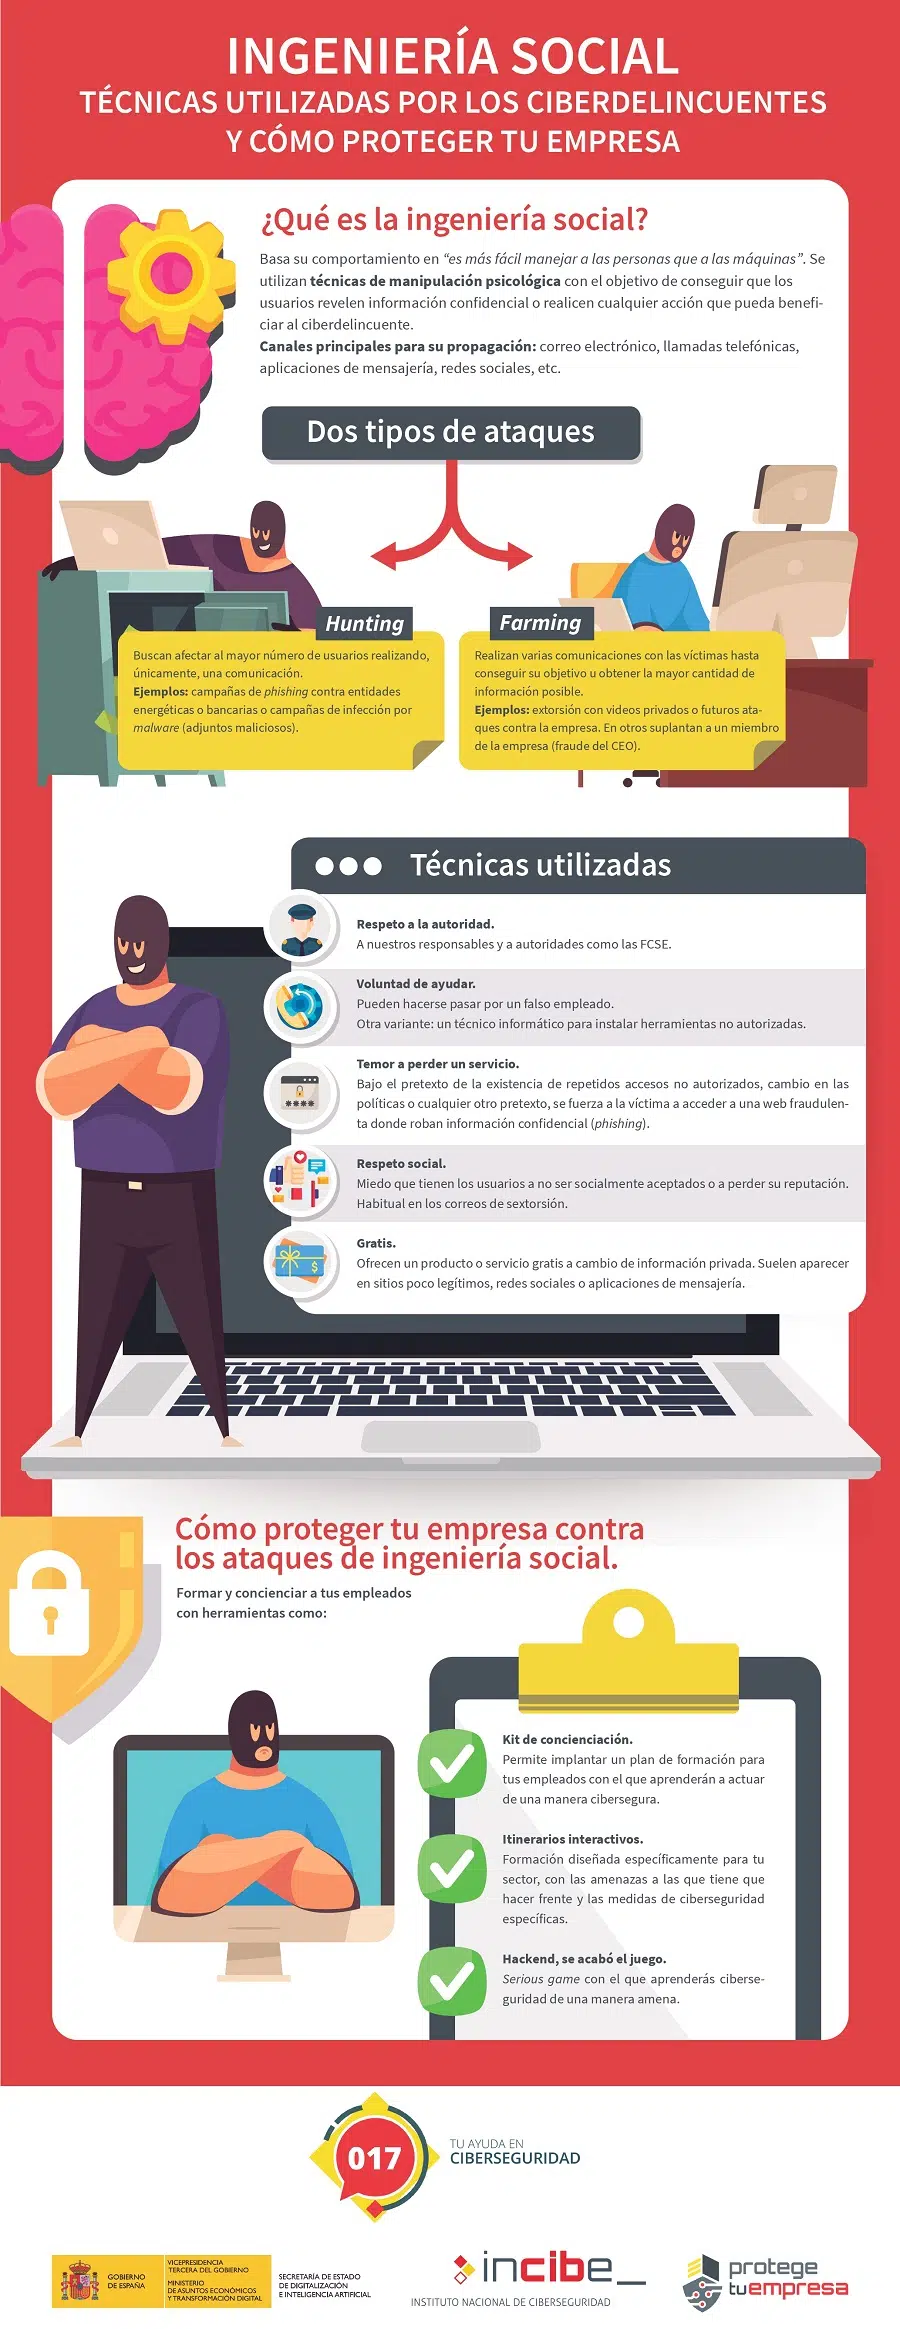 INGENIERÍA SOCIAL
TÉCNICAS UTILIZADAS POR LOS CIBERDELINCUENTES
Y CÓMO PROTEGER TU EMPRESA
¿Qué es la ingeniería social?
Basa su comportamiento en “es más fácil manejar a las personas que a las máquinas”. Se
utilizan técnicas de manipulación psicológica con el objetivo de conseguir que los
usuarios revelen información confidencial o realicen cualquier acción que pueda benefi-
ciar al ciberdelincuente.
Canales principales para su propagación: correo electrónico, llamadas telefónicas,
aplicaciones de mensajería, redes sociales, etc.
Dos tipos de ataques
Hunting
Buscan afectar al mayor número de usuarios realizando,
únicamente, una comunicación.
Ejemplos: campañas de phishing contra entidades
energéticas o bancarias o campañas de infección por
malware (adjuntos maliciosos).
Farming
Realizan varias comunicaciones con las víctimas hasta
conseguir su objetivo u obtener la mayor cantidad de
información posible.
Ejemplos: extorsión con videos privados o futuros ata-
ques contra la empresa. En otros suplantan a un miembro
de la empresa (fraude del CEO).
Técnicas utilizadas
Respeto a la autoridad.
A nuestros responsables y a autoridades como las FCSE.
Voluntad de ayudar.
Pueden hacerse pasar por un falso empleado.
Otra variante: un técnico informático para instalar herramientas no autorizadas.
Temor a perder un servicio.
Bajo el pretexto de la existencia de repetidos accesos no autorizados, cambio en las
políticas o cualquier otro pretexto, se fuerza a la víctima a acceder a una web fraudulen-
ta donde roban información confidencial (phishing).
Respeto social.
Miedo que tienen los usuarios a no ser socialmente aceptados o a perder su reputación.
Habitual en los correos de sextorsión.
Gratis.
Ofrecen un producto o servicio gratis a cambio de información privada. Suelen aparecer
en sitios poco legítimos, redes sociales o aplicaciones de mensajería.
Cómo proteger tu empresa contra
los ataques de ingeniería social.
Formar y concienciar a tus empleados
con herramientas como:
Kit de concienciación.
Permite implantar un plan de formación para
tus empleados con el que aprenderán a actuar
de una manera cibersegura.
Itinerarios interactivos.
Formación diseñada específicamente para tu
sector, con las amenazas a las que tiene que
hacer frente y las medidas de ciberseguridad
específicas.
Hackend, se acabó el juego.
Serious game con el que aprenderás ciberse-
guridad de una manera amena.
017
TU AYUDA EN
CIBERSEGURIDAD
GOBIERNO
DE ESPAÑA
VICEPRESIDENCIA
TERCERA DEL GOBIERNO
MINISTERIO
DE ASUNTOS ECONÓMICOS
Y TRANSFORMACIÓN DIGITAL
SECRETARÍA DE ESTADO
DE DIGITALIZACIÓN
E INTELIGENCIA ARTIFICIAL
incibe_
INSTITUTO NACIONAL DE CIBERSEGURIDAD
protege
tuempresa